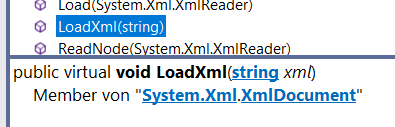 Load(System.Xml.XmlReader)
LoadXml(string)
ReadNode(System.Xml.XmlReader)
public virtual void LoadXml(string xml)
Member von "System.Xml.XmlDocument"